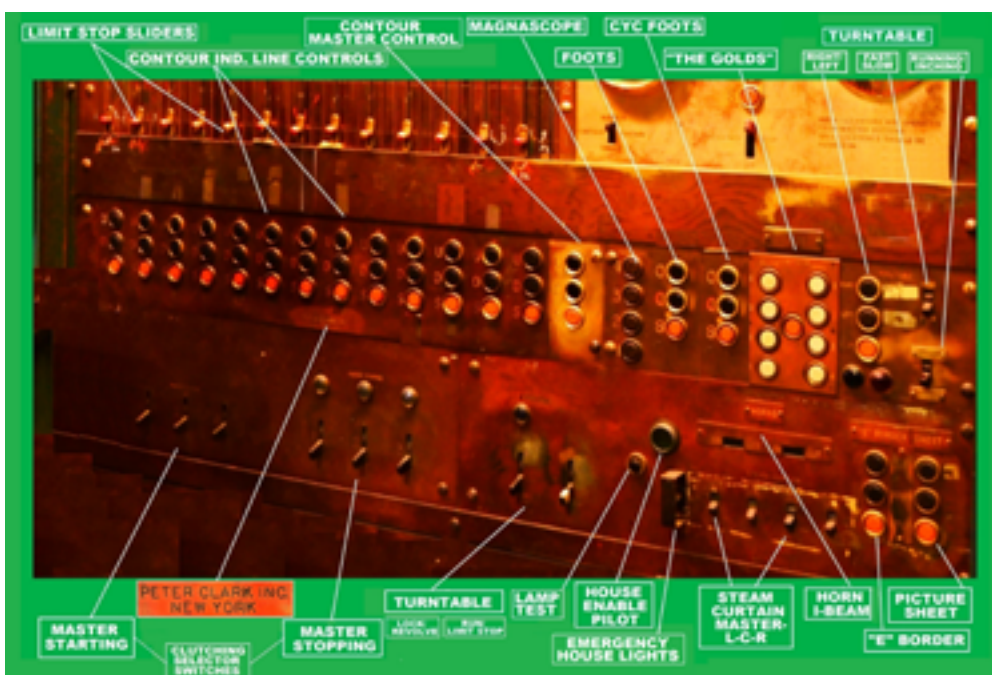 LIMIT STOP SLIDERS
CONTOUR
MASTER CONTROL
MAGNASCOPE
CYC FOOTS
CONTOUR IND. LINE CONTROLS
FOOTS
"THE GOLDS"
TURNTABLE
RIGHT
LEFT
FAST
SLOW
RUNNING
INCHING
PETER CLARK INC.
NEW YORK
MASTER
STARTING
CLUTCHING
SELECTOR
SWITCHES
MASTER
STOPPING
TURNTABLE
LOCK
REVOLVE
RUN
LIMIT STOP
LAMP
TEST
HOUSE
ENABLE
PILOT
EMERGENCY
HOUSE LIGHTS
STEAM
CURTAIN
MASTER-
L-C-R
HORN
I-BEAM
"E" BORDER
PICTURE
SHEET